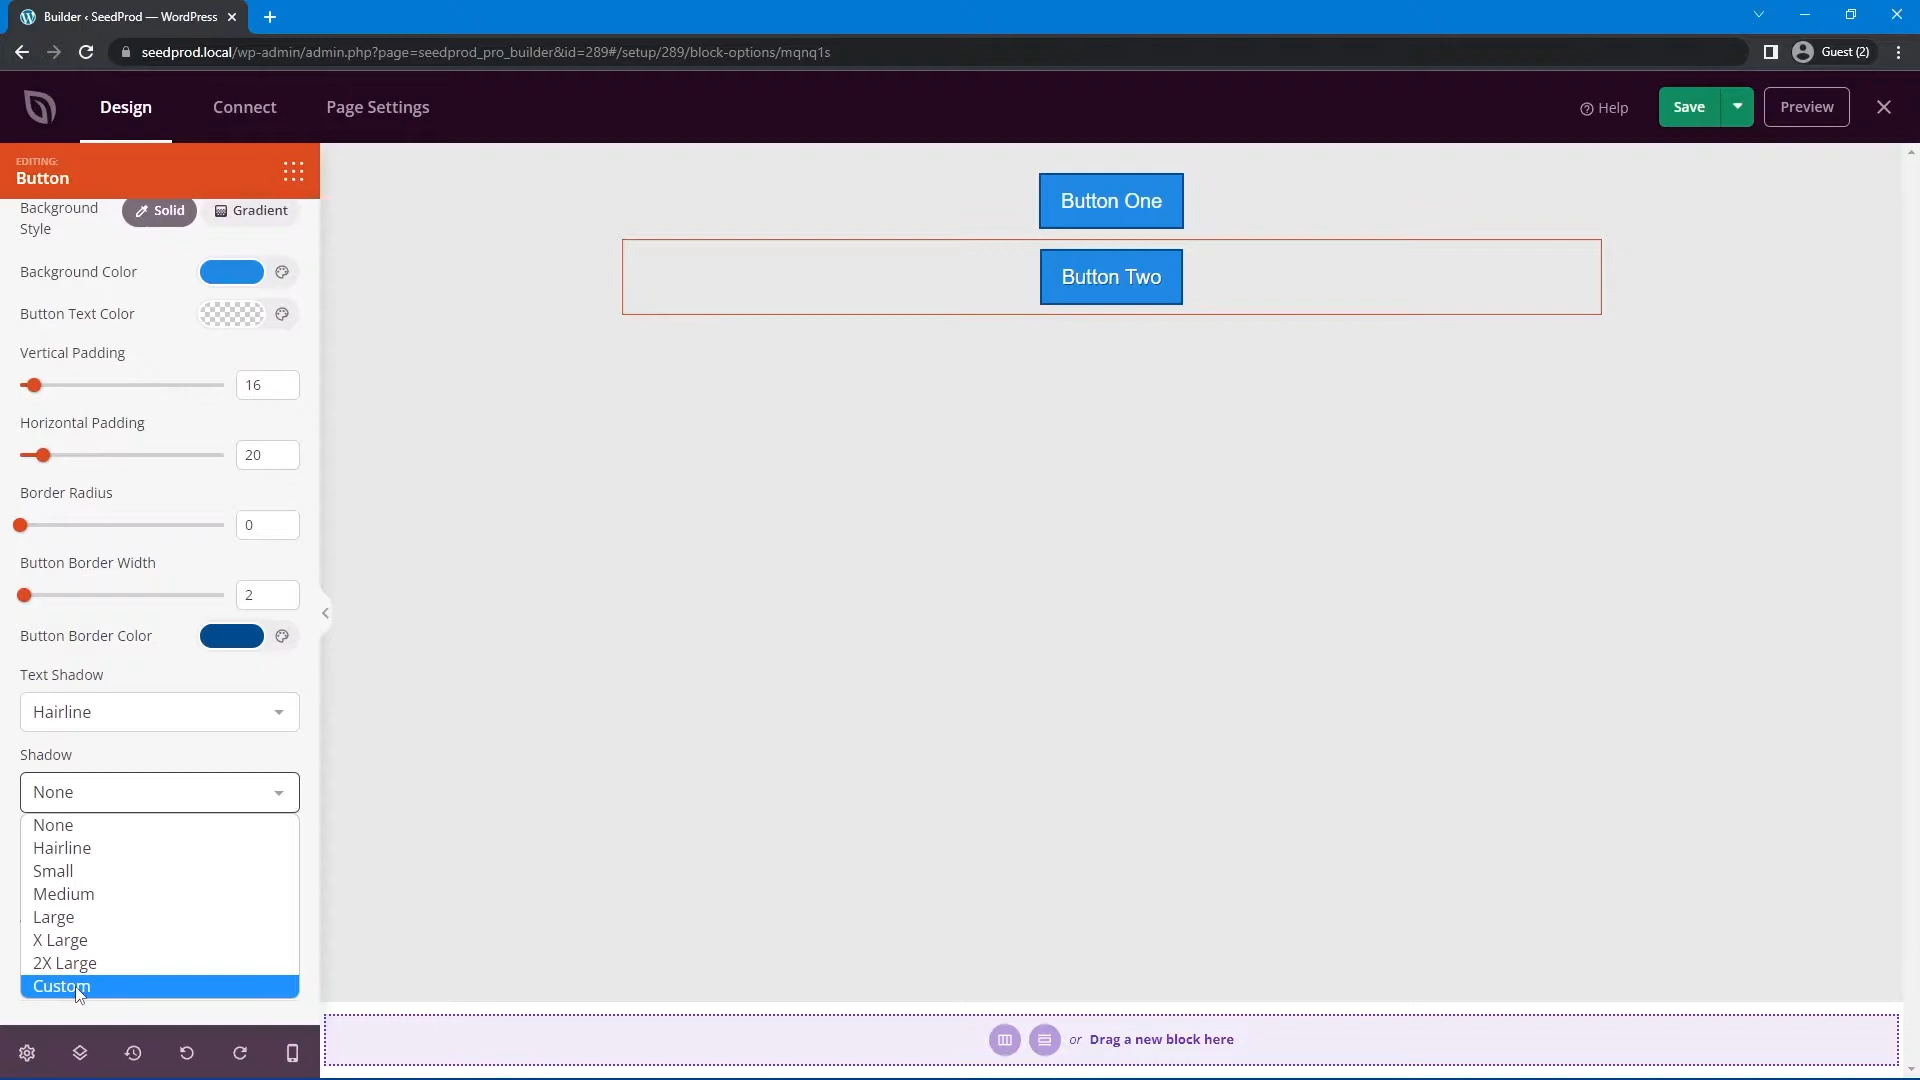 Builder ‹ SeedProd — WordPress
seedprod.local/wp-admin/admin.php?page=seedprod_pro_builder&id=289#/setup/289/block-options/mqnq1s
Guest (2)
Design
Connect
Page Settings
Help
Save
Preview
EDITING:
Button
Background
Style
Solid
Gradient
Background Color
Button Text Color
Vertical Padding
16
Horizontal Padding
20
Border Radius
0
Button Border Width
2
Button Border Color
Text Shadow
Hairline
Shadow
None
None
Hairline
Small
Medium
Large
X Large
2X Large
Custom
Button One
Button Two
or Drag a new block here